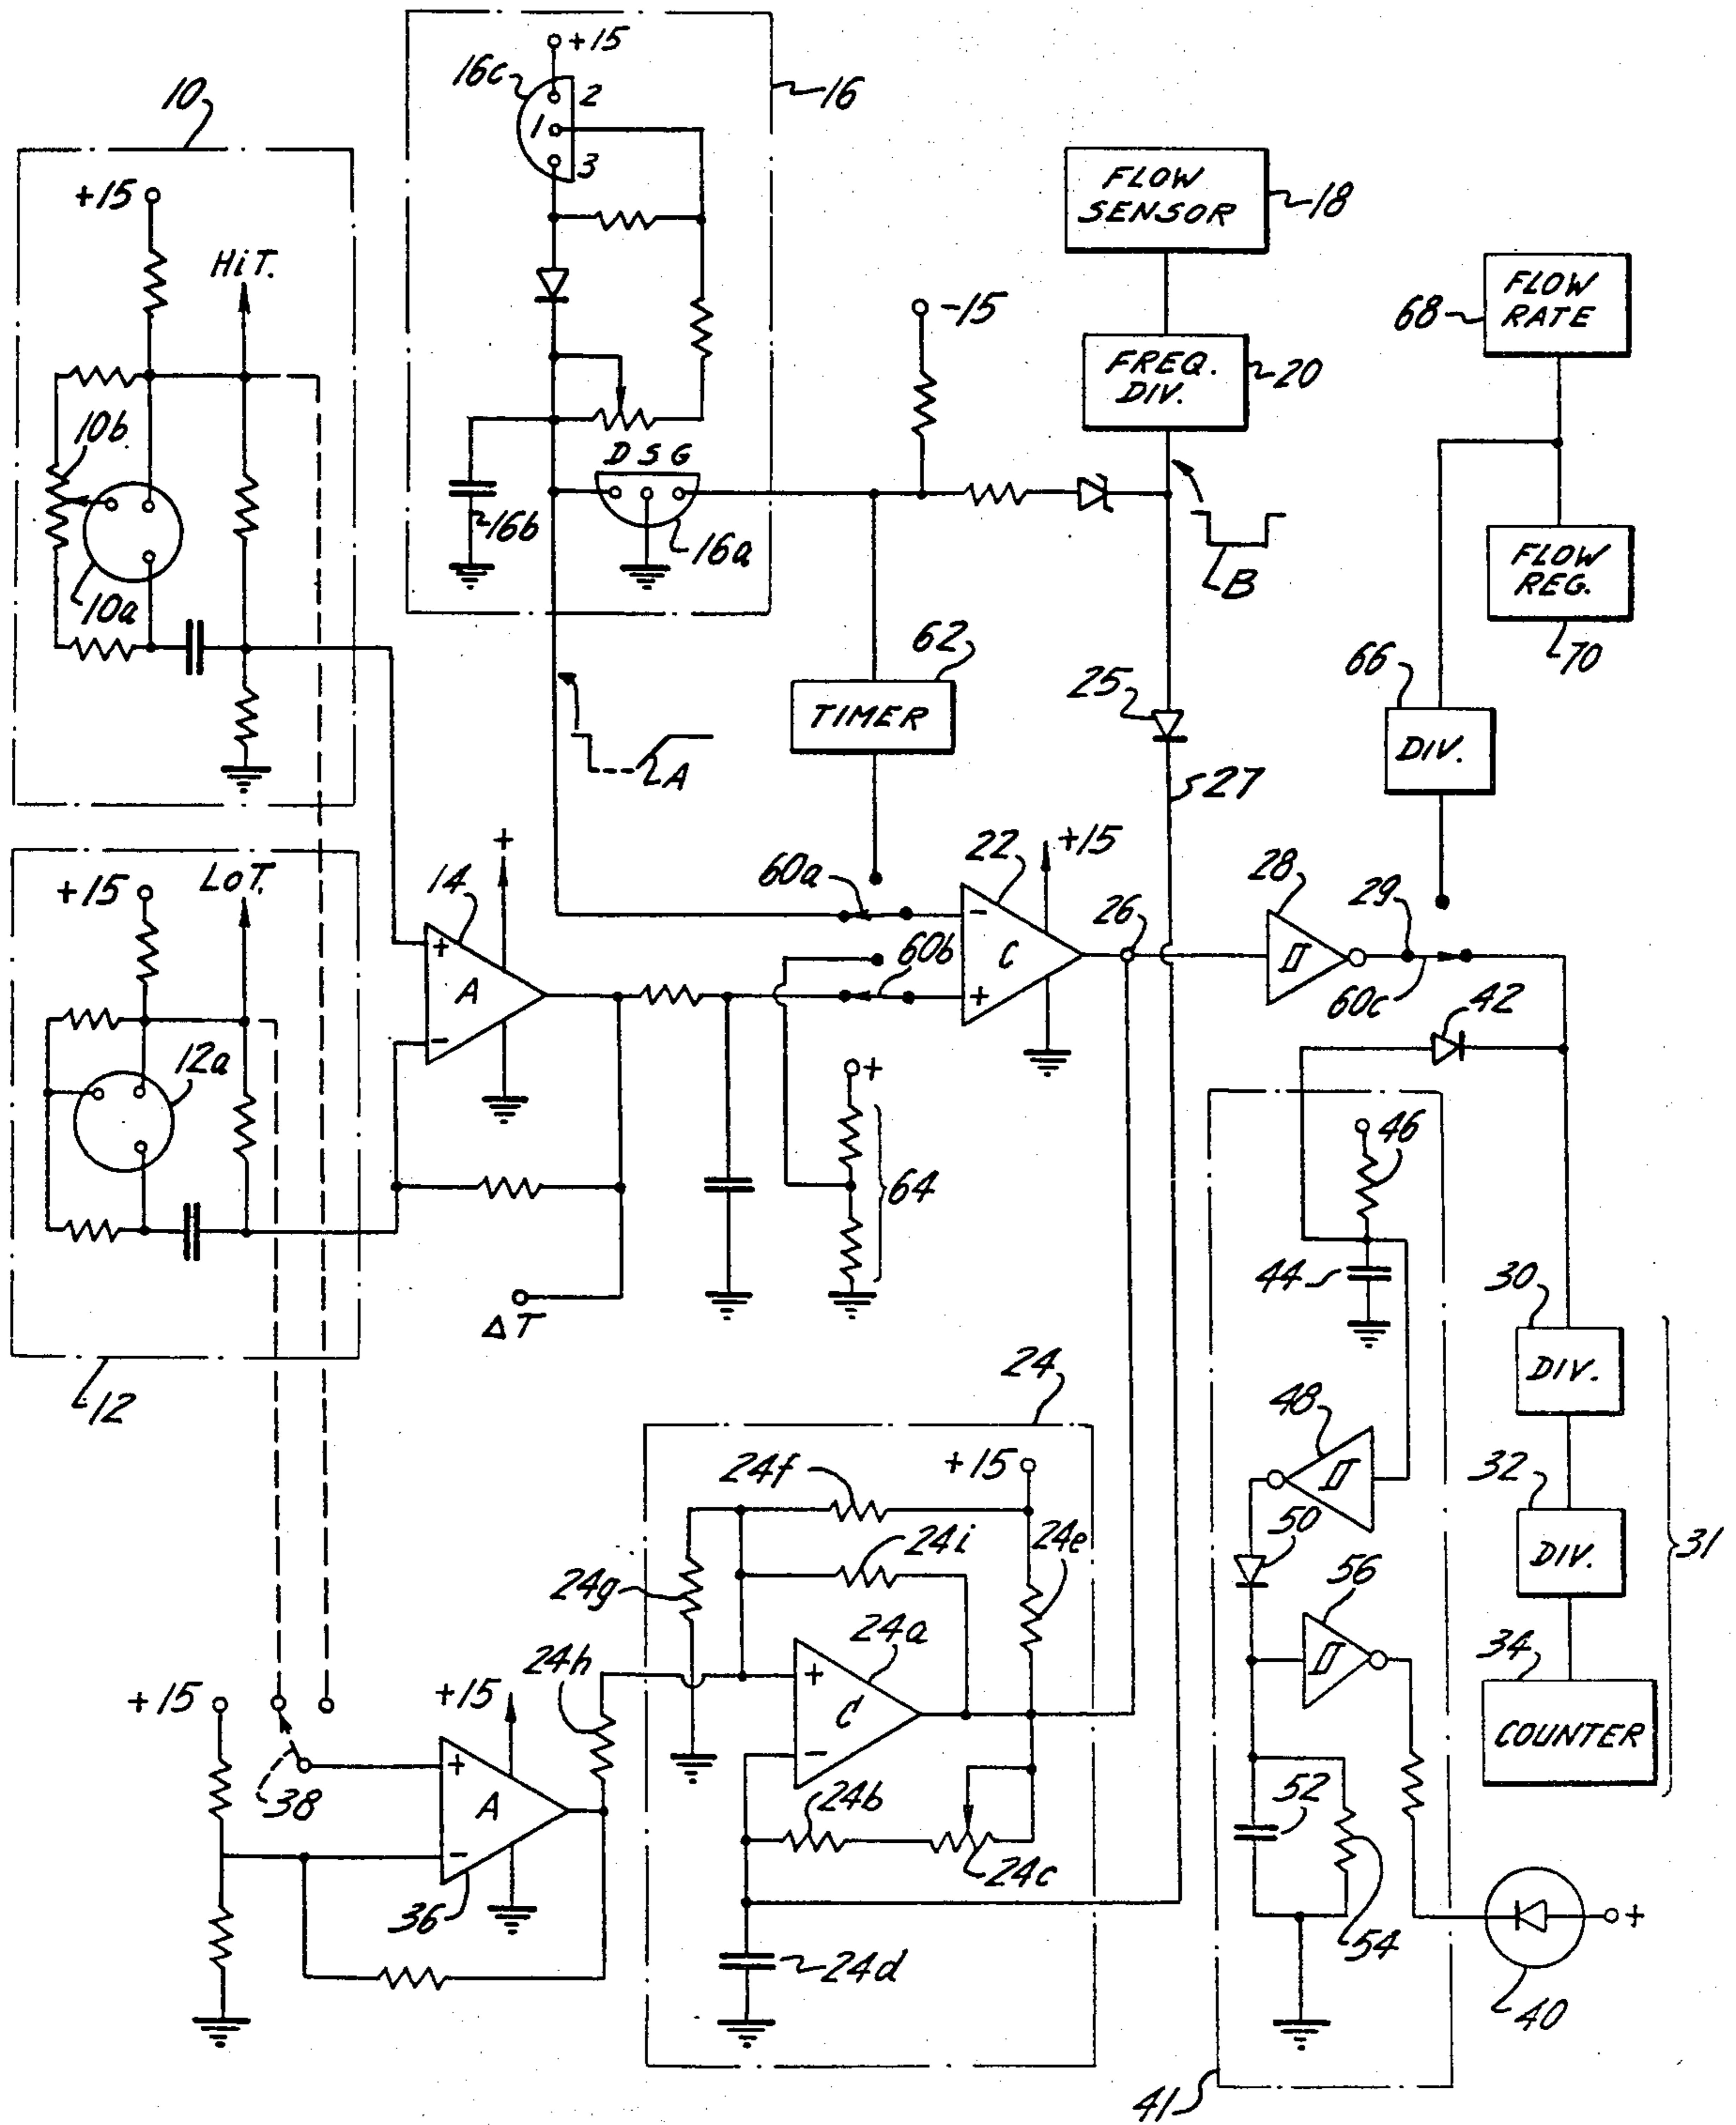 +15
16c
2
1
3
16
10
+15
HiT.
FLOW
SENSOR
18
-15
FLOW
RATE
68
FREQ.
DIV.
20
10b
D S G
16b
16a
10a
B
FLOW
REG.
70
62
66
25
TIMER
DIV.
A
27
+15
LoT.
+
14
60a
22
+15
28
29
26
+
A
-
60b
-
C
+
II
60c
42
12a
+
46
64
44
30
ΔT
DIV.
12
24
48
24f
+15
II
32
24i
24e
50
31
24g
56
DIV.
24a
24h
+
II
34
+15
+15
C
-
COUNTER
38
+
A
-
24b
52
24c
36
54
+
24d
40
41